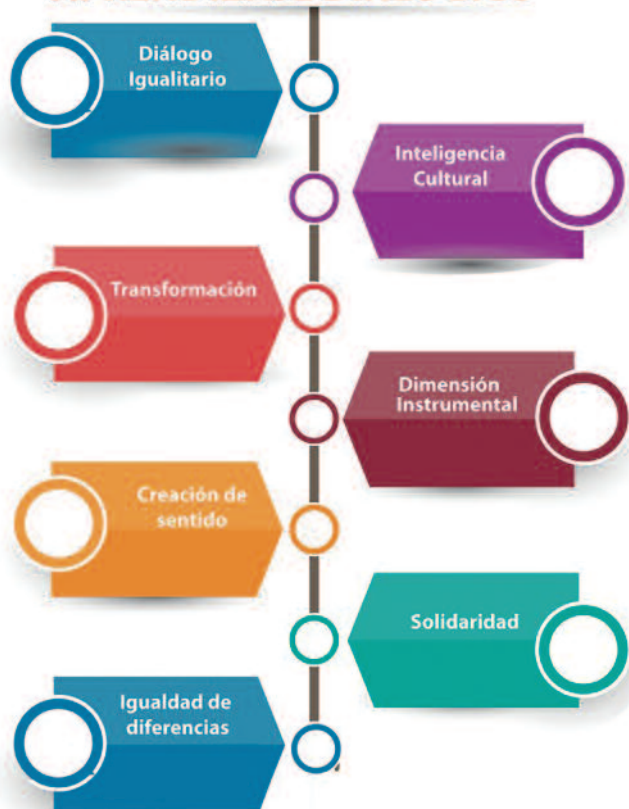 Diálogo
Igualitario
Inteligencia
Cultural
Transformación
Dimensión
Instrumental
Creación de
sentido
Solidaridad
Igualdad de
diferencias